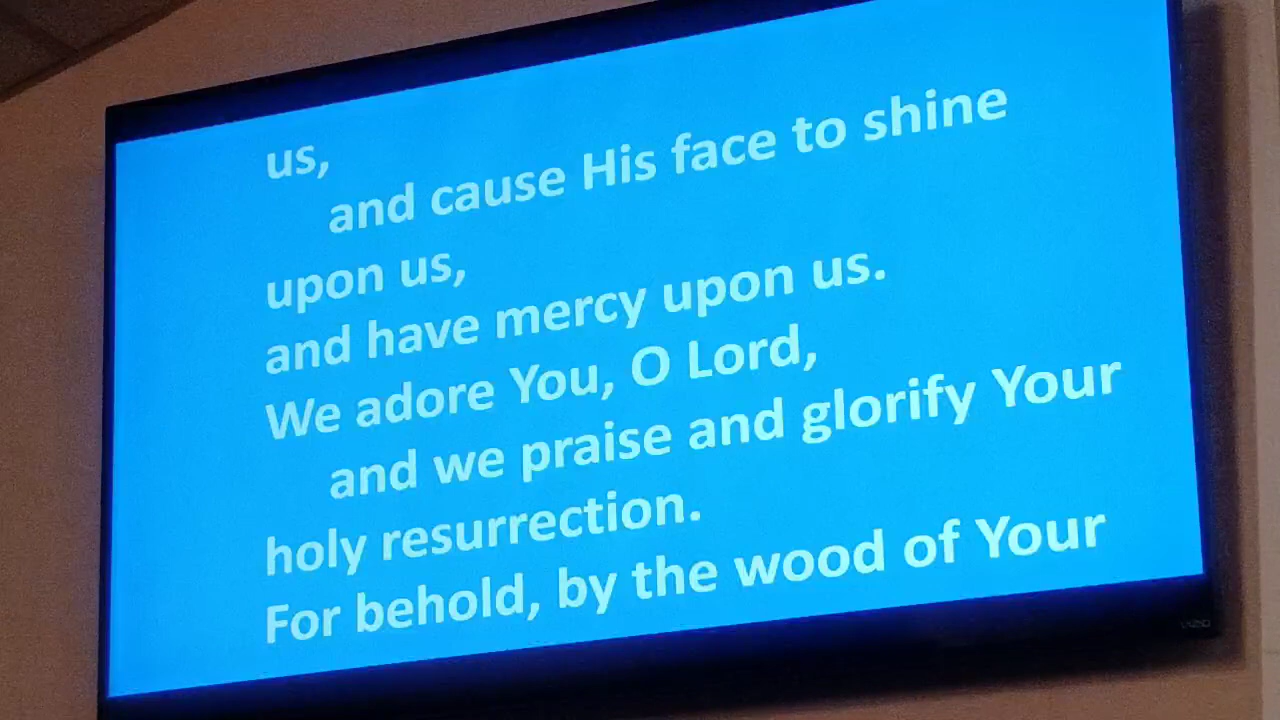 us,
and cause His face to shine
upon us,
and have mercy upon us.
We adore You, O Lord,
and we praise and glorify Your
holy resurrection.
For behold, by the wood of Your
VIZIO